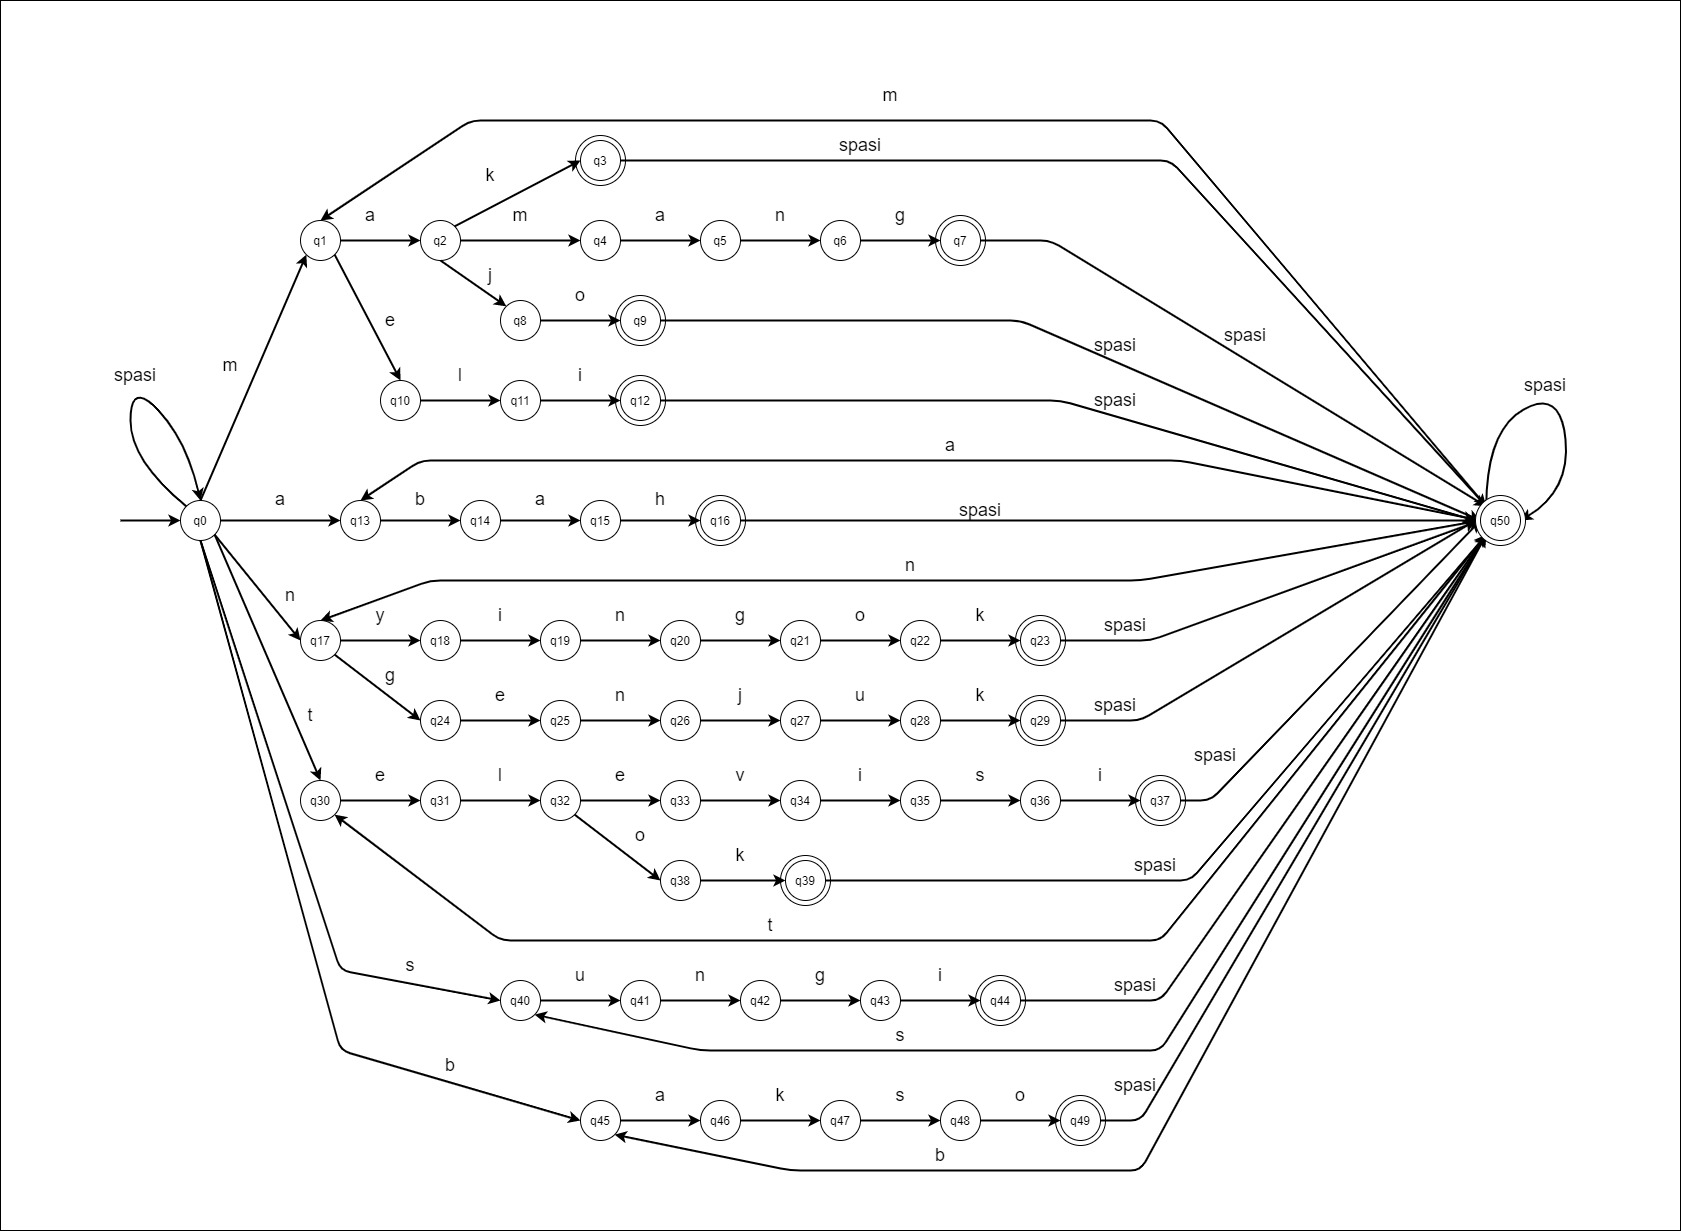 m
spasi
k
q3
a
m
a
n
g
q1
q2
q4
q5
q6
q7
j
o
e
q8
q9
spasi
spasi
m
l
i
spasi
spasi
q10
q11
q12
spasi
a
a
b
a
h
spasi
q0
q13
q14
q15
q16
q50
n
n
y
i
n
g
o
k
spasi
q17
q18
q19
q20
q21
q22
q23
g
e
n
j
u
k
spasi
t
q24
q25
q26
q27
q28
q29
spasi
e
l
e
v
i
s
i
q30
q31
q32
q33
q34
q35
q36
q37
o
k
spasi
q38
q39
t
s
u
n
g
i
spasi
q40
q41
q42
q43
q44
s
b
spasi
a
k
s
o
q45
q46
q47
q48
q49
b